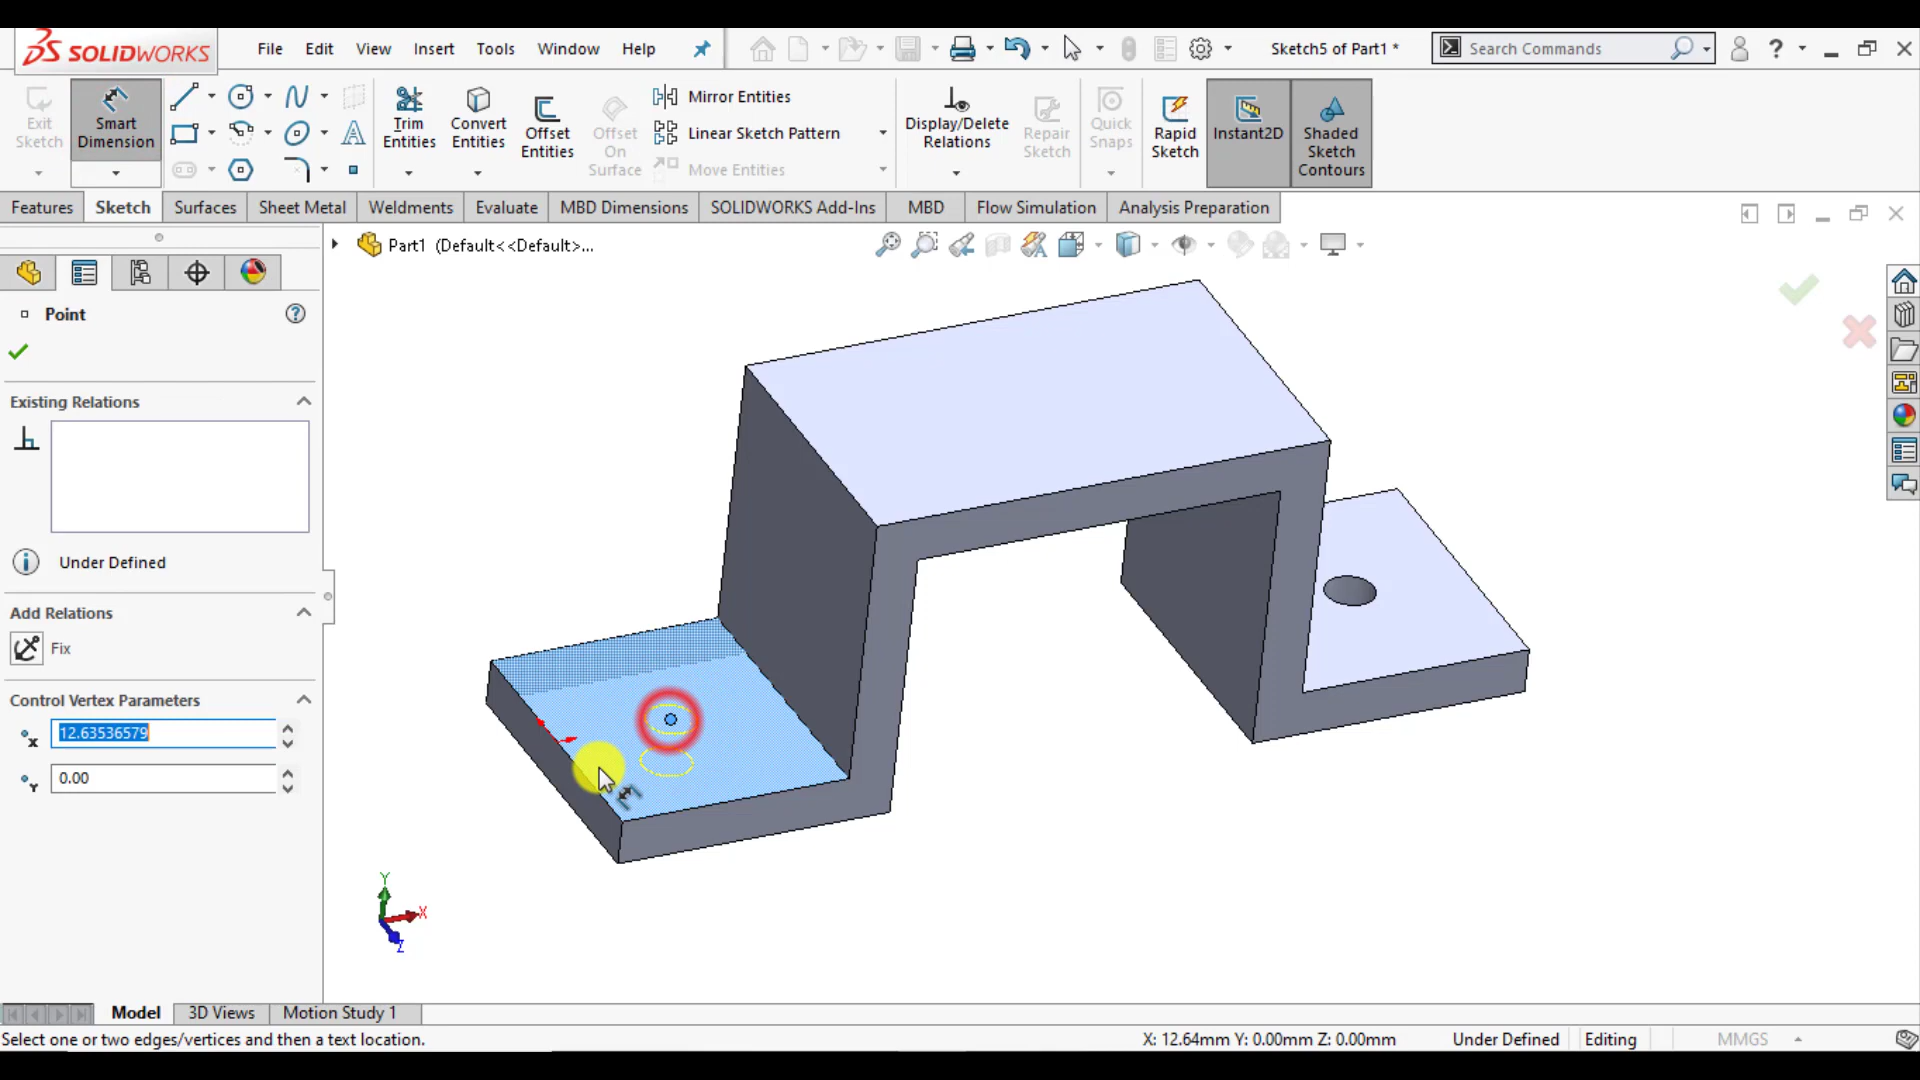 SOLIDWORKS File Edit View Insert Tools Window Help Sketch5 of Part1 * Search Commands ?
Exit Sketch
Smart Dimension
Trim Entities
Convert Entities
Offset Entities
Offset On Surface
Mirror Entities
Linear Sketch Pattern
Move Entities
Display/Delete Relations
Repair Sketch
Quick Snaps
Rapid Sketch
Instant2D
Shaded Sketch Contours
Features Sketch Surfaces Sheet Metal Weldments Evaluate MBD Dimensions SOLIDWORKS Add-Ins MBD Flow Simulation Analysis Preparation
Part1 (Default<<Default>...
Point
Existing Relations
Under Defined
Add Relations
Fix
Control Vertex Parameters
x 12.63536579
Y 0.00
Y
X
Z
Model 3D Views Motion Study 1
Select one or two edges/vertices and then a text location. X: 12.64mm Y: 0.00mm Z: 0.00mm Under Defined Editing MMGS